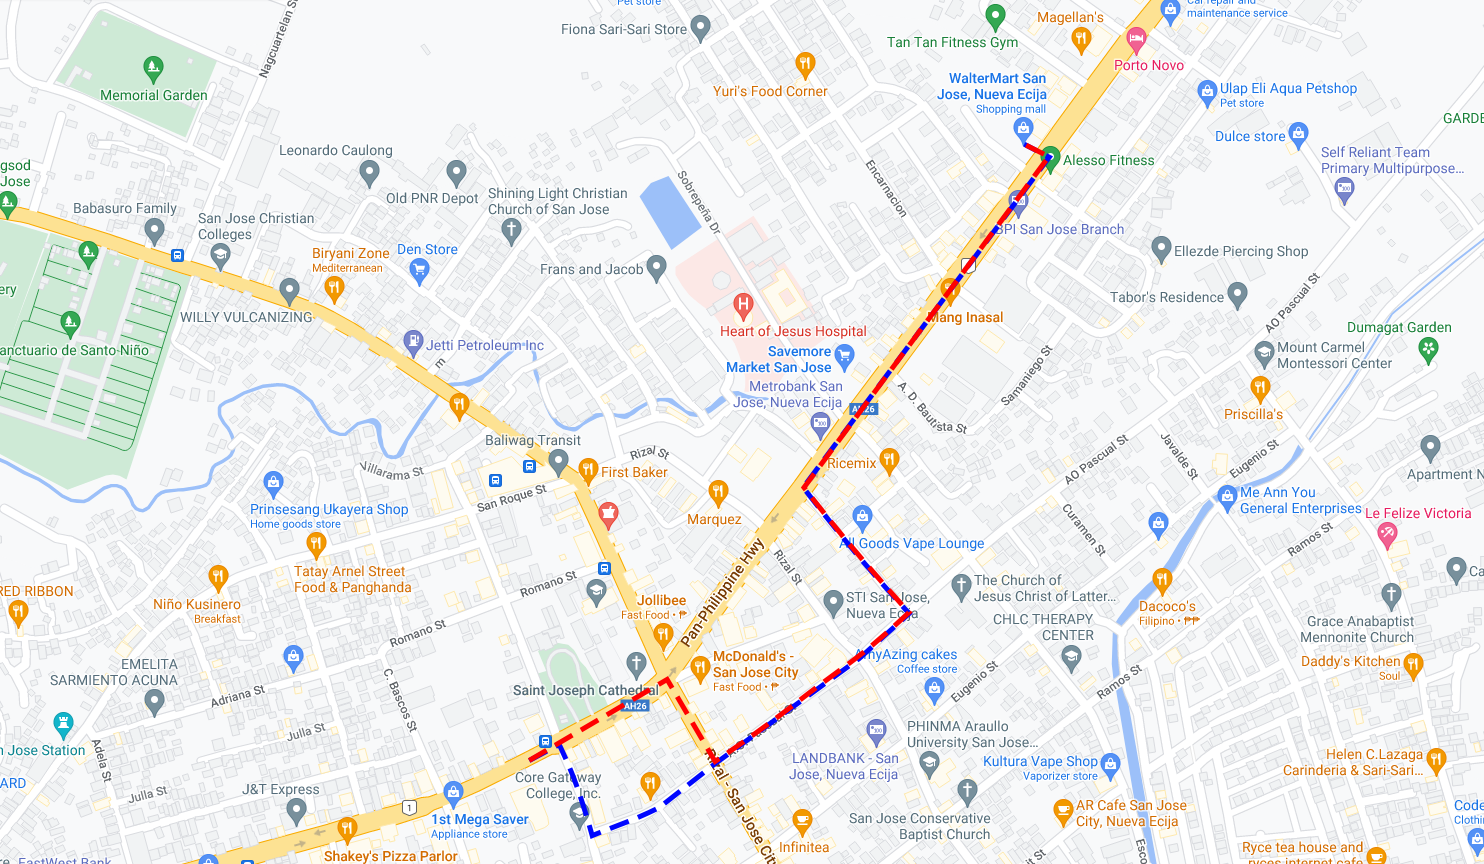 Pet store
Car repair and
maintenance service
Fiona Sari-Sari Store
Magellan's
Tan Tan Fitness Gym
Porto Novo
Nagcuartelan St
Memorial Garden
Yuri's Food Corner
WalterMart San
Jose, Nueva Ecija
Shopping mall
Ulap Eli Aqua Petshop
Pet store
GARDE
Dulce store
Self Reliant Team
Primary Multipurpose...
Alesso Fitness
Leonardo Caulong
gsod
Jose
Old PNR Depot
Shining Light Christian
Church of San Jose
Sobrepeña Dr
Encarnacion
Babasuro Family
San Jose Christian
Colleges
BPI San Jose Branch
Biryani Zone
Mediterranean
Den Store
Frans and Jacob
Ellezde Piercing Shop
ery
Tabor's Residence
AO Pascual St
WILLY VULCANIZING
Mang Inasal
Heart of Jesus Hospital
Dumagat Garden
anctuario de Santo Niño
Jetti Petroleum Inc
m
Savemore
Market San Jose
Mount Carmel
Montessori Center
Samaniego St
Metrobank San
Jose, Nueva Ecija
A. D. Bautista St
AH26
Priscilla's
Baliwag Transit
Rizal St
Ricemix
AO Pascual St
Javalde St
Eugenio St
Villarama St
First Baker
Apartment N
San Roque St
Marquez
Prinsesang Ukayera Shop
Home goods store
Me Ann You
General Enterprises
Le Felize Victoria
Curamen St
Ramos St
All Goods Vape Lounge
Pan-Philippine Hwy
Rizal St
Tatay Arnel Street
Food & Panghanda
Romano St
The Church of
Jesus Christ of Latter...
Ca
RED RIBBON
Niño Kusinero
Breakfast
Jollibee
Fast Food • ₱
STI San Jose,
Nueva Ecija
Dacoco's
Filipino • ₱₱
CHLC THERAPY
CENTER
Grace Anabaptist
Mennonite Church
Romano St
EMELITA
SARMIENTO ACUNA
McDonald's -
San Jose City
Fast Food • ₱
AmyAzing cakes
Coffee store
Daddy's Kitchen
Soul
Saint Joseph Cathedral
AH26
Adriana St
C. Bascos St
Eugenio St
Ramos St
Julla St
n Jose Station
Adela St
PHINMA Araullo
University San Jose...
LANDBANK - San
Jose, Nueva Ecija
Kultura Vape Shop
Vaporizer store
Helen C.Lazaga
Carinderia & Sari-Sari...
ARD
Core Gateway
College, Inc.
Rizal - San Jose City
J&T Express
1
1st Mega Saver
Appliance store
San Jose Conservative
Baptist Church
AR Cafe San Jose
City, Nueva Ecija
Code
Infinitea
Shakey's Pizza Parlor
EastWest Bank
Ryce tea house and
ryces internet cafe
Esco